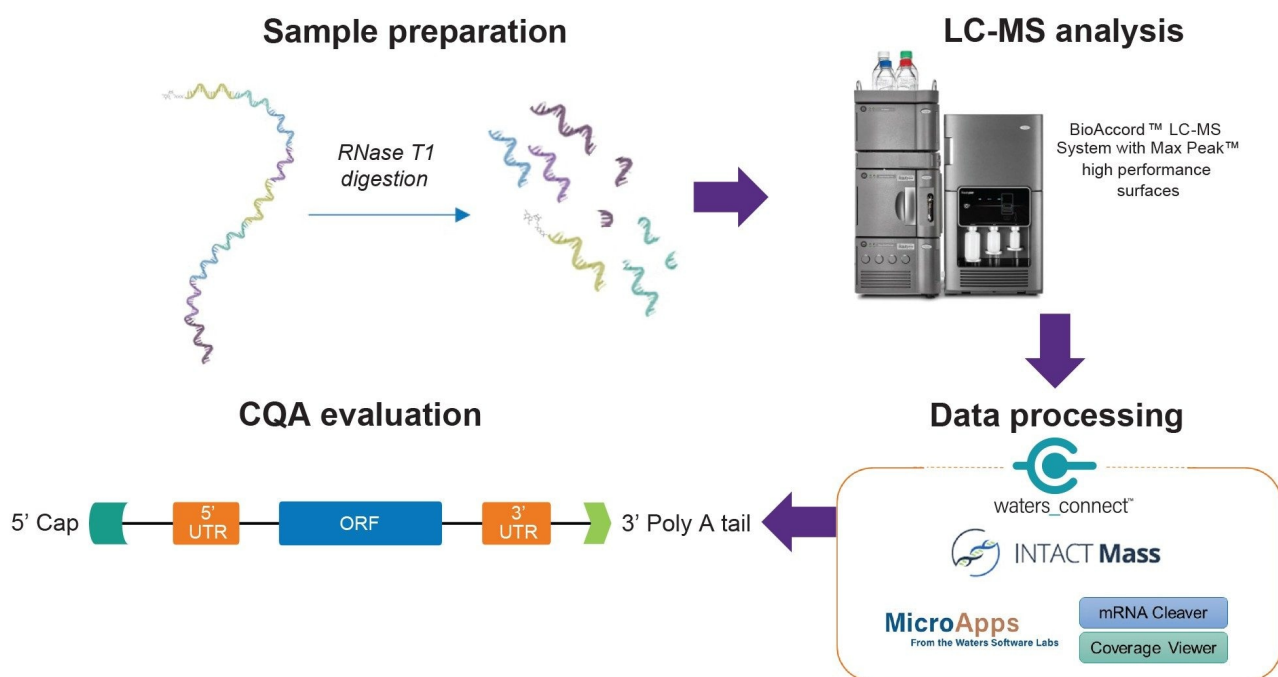 Sample preparation
RNase T1
digestion
LC-MS analysis
BioAccord™ LC-MS
System with Max Peak™
high performance
surfaces
CQA evaluation
5’ Cap
5’
UTR
ORF
3’
UTR
3’ Poly A tail
Data processing
waters_connect™
INTACT Mass
MicroApps
From the Waters Software Labs
mRNA Cleaver
Coverage Viewer